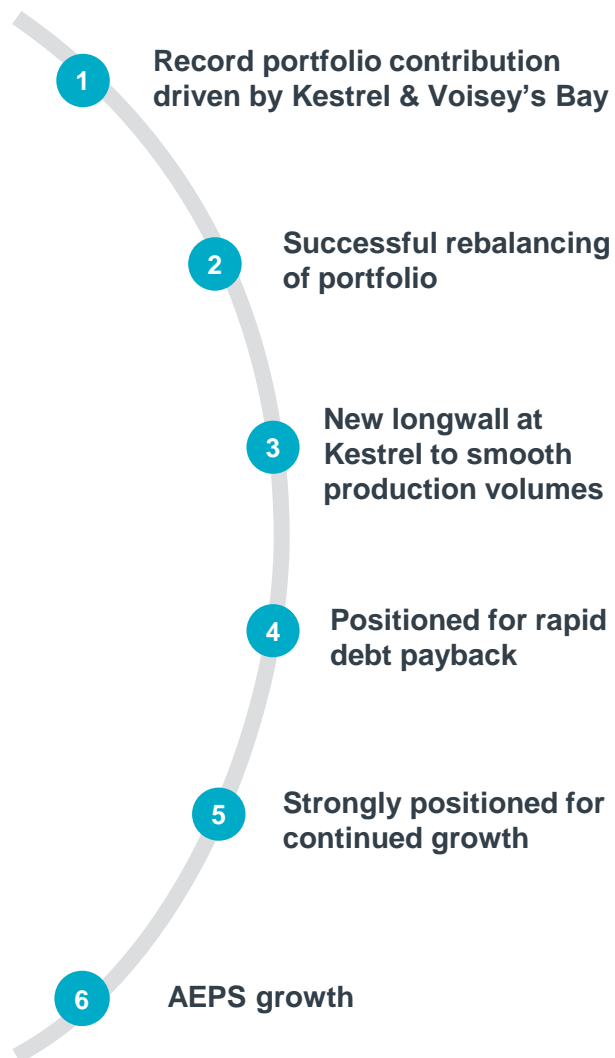 1
Record portfolio contribution
driven by Kestrel & Voisey's Bay
2
Successful rebalancing
of portfolio
3
New longwall at
Kestrel to smooth
production volumes
4
Positioned for rapid
debt payback
5
Strongly positioned for
continued growth
6
AEPS growth